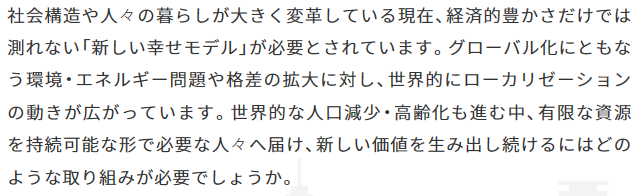 社会構造や人々の暮らしが大きく変革している現在、経済的豊かさだけでは
測れない「新しい幸せモデル」が必要とされています。グローバル化にともな
う環境・エネルギー問題や格差の拡大に対し、世界的にローカリゼーション
の動きが広がっています。世界的な人口減少・高齢化も進む中、有限な資源
を持続可能な形で必要な人々へ届け、新しい価値を生み出し続けるにはどの
ような取り組みが必要でしょうか。